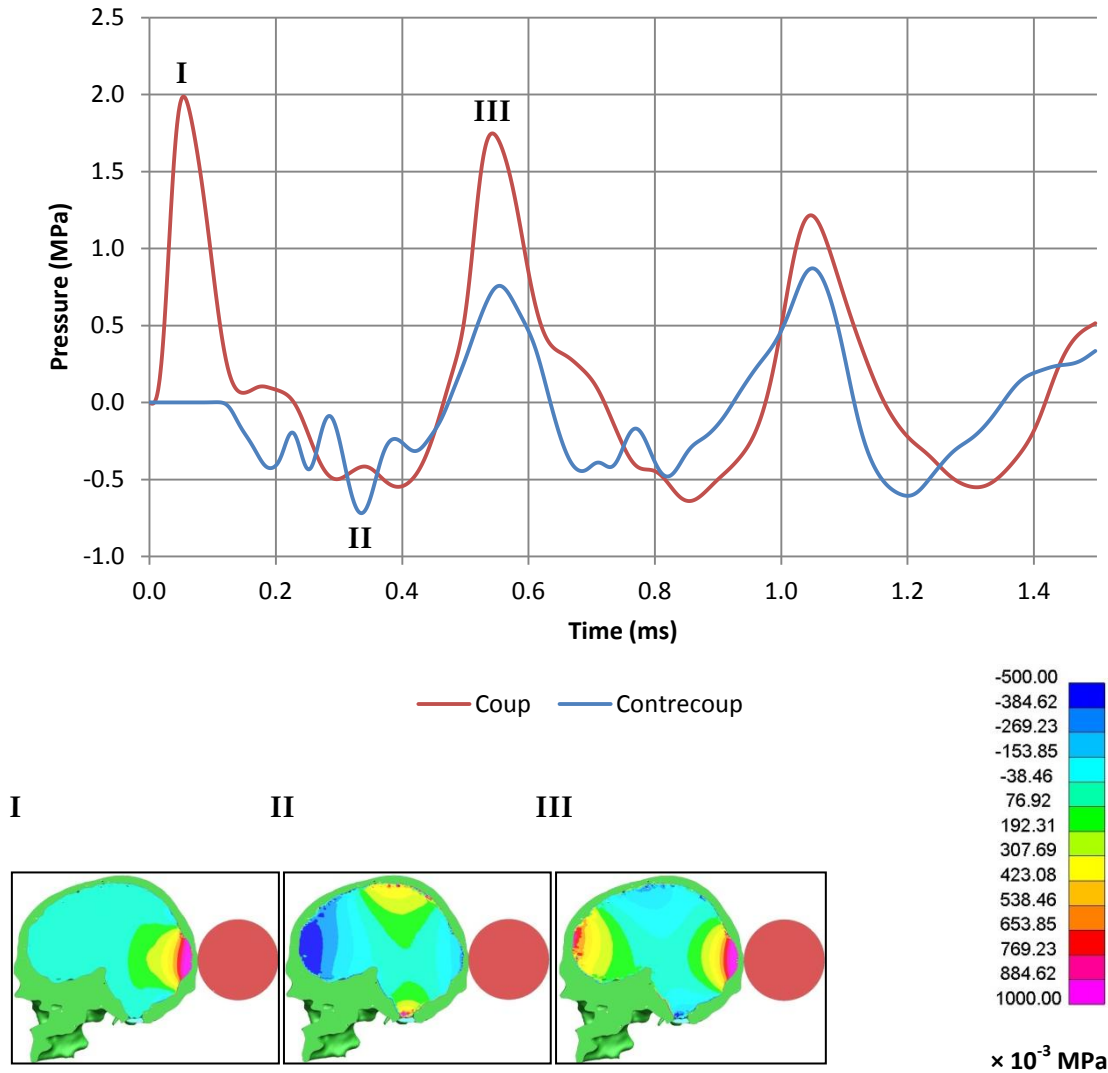 2.5
2.0
1.5
1.0
0.5
0.0
-0.5
-1.0
Pressure (MPa)
I
II
III
0.0 0.2 0.4 0.6 0.8 1.0 1.2 1.4
Time (ms)
Coup Contrecoup
I II III
-500.00
-384.62
-269.23
-153.85
-38.46
76.92
192.31
307.69
423.08
538.46
653.85
769.23
884.62
1000.00
× 10⁻³ MPa